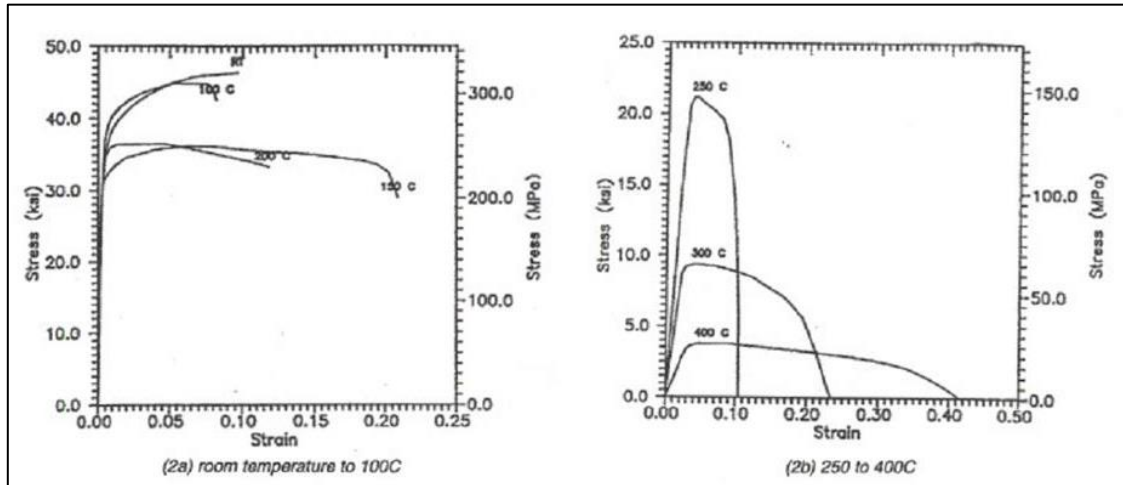 50.0
40.0
30.0
20.0
10.0
0.0
Stress (ksi)
RT
100 C
200 C
150 C
300.0
200.0
100.0
0.0
Stress (MPa)
0.00 0.05 0.10 0.15 0.20 0.25
Strain
(2a) room temperature to 100C
25.0
20.0
15.0
10.0
5.0
0.0
Stress (ksi)
250 C
300 C
400 C
150.0
100.0
50.0
0.0
Stress (MPa)
0.00 0.10 0.20 0.30 0.40 0.50
Strain
(2b) 250 to 400C